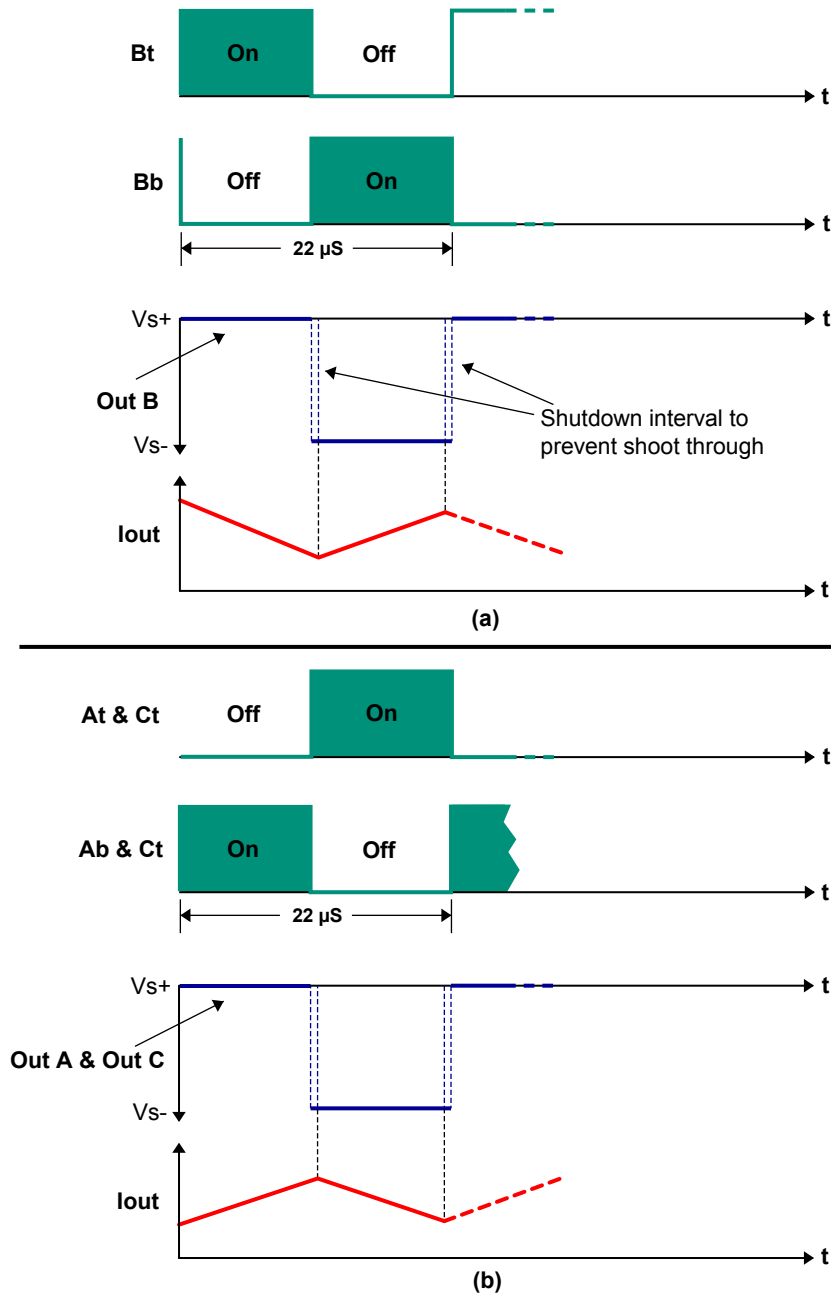 Bt
On
Off
t
Bb
Off
On
t
22 µS
Vs+
t
Out B
Shutdown interval to
prevent shoot through
Vs-
Iout
t
(a)
At & Ct
Off
On
t
Ab & Ct
On
Off
t
22 µS
Vs+
t
Out A & Out C
Vs-
Iout
t
(b)